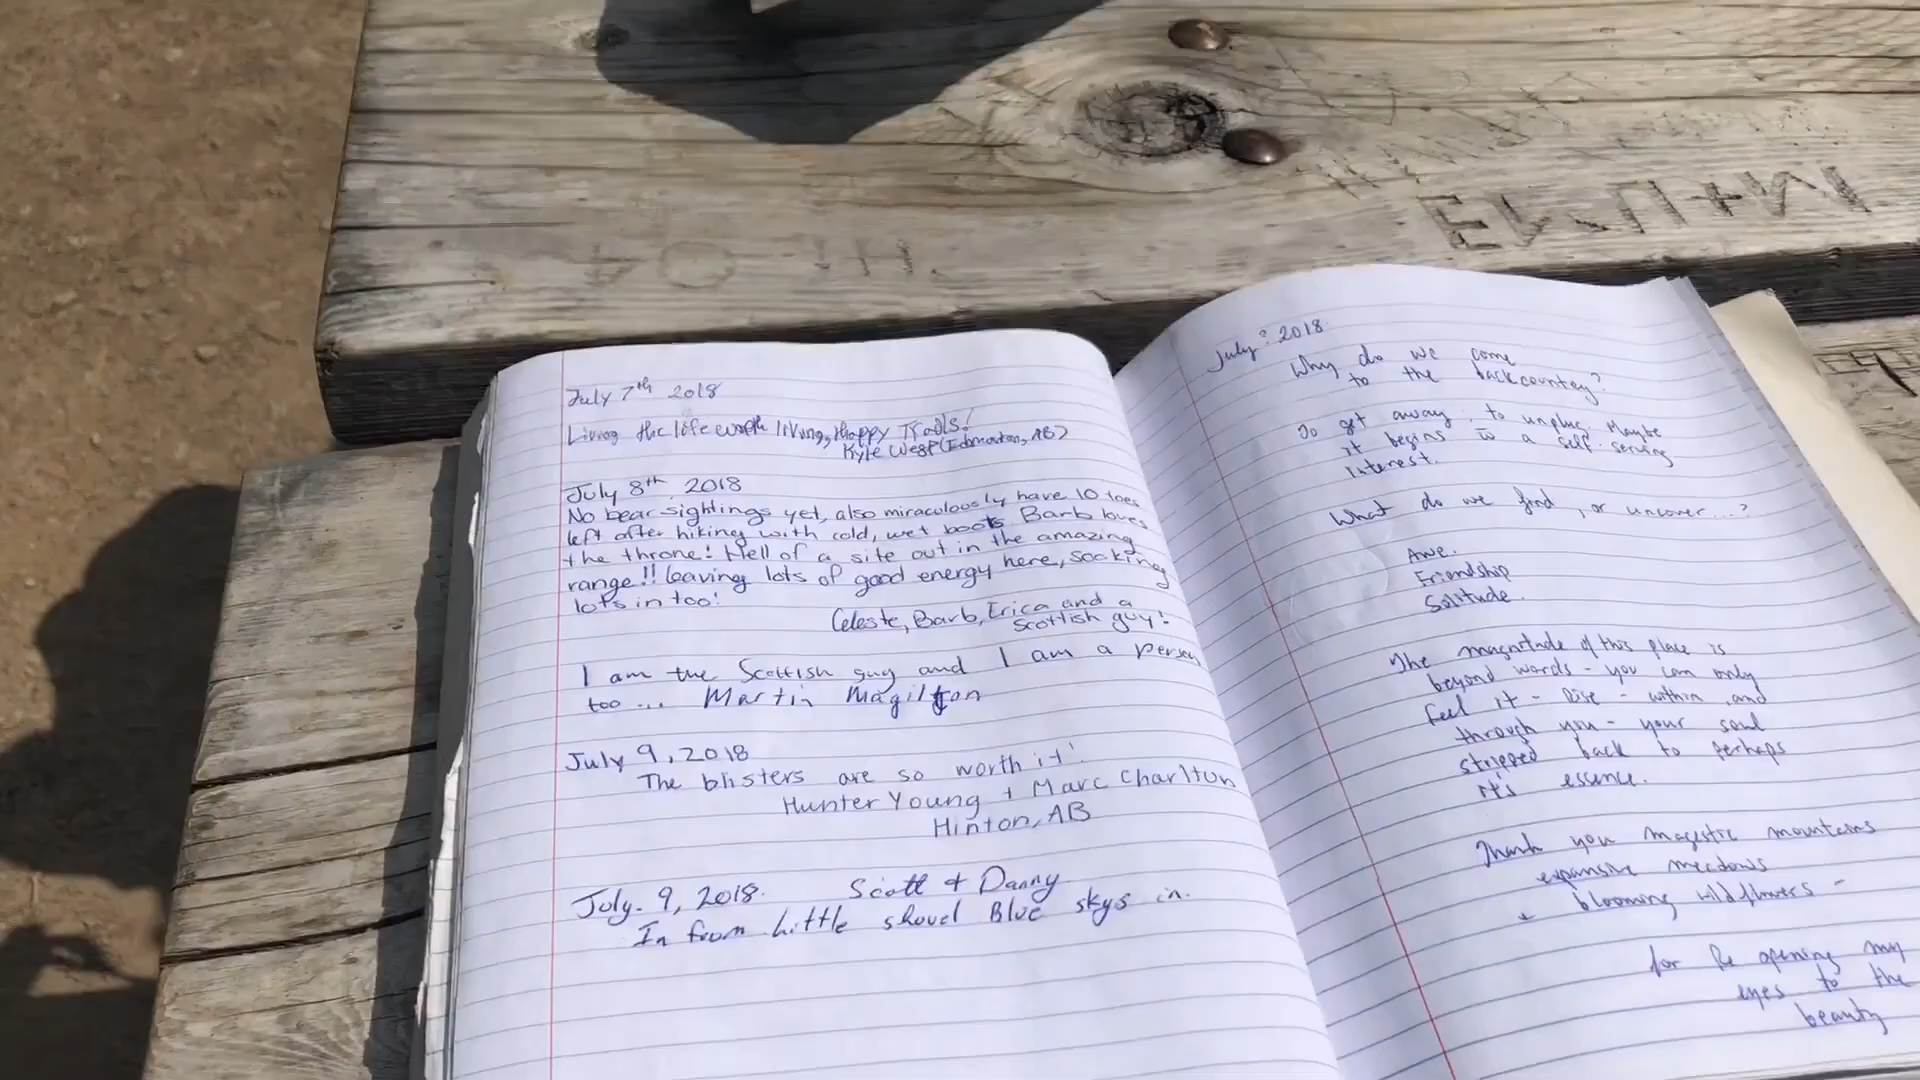 July 7th 2018
Living the life worth living, Happy Trails!
Kyle West (Edmonton, AB)
July 8th 2018
No bear sightings yet, also miraculously have 10 toes
left after hiking with cold, wet boots. Barb loves
the throne! Hell of a site out in the amazing
range!! Leaving lots of good energy here, soaking
lots in too!
Celeste, Barb, Erica and a
Scottish guy!
I am the Scottish guy and I am a person
too... Martin Magilton
July 9, 2018
The blisters are so worth it!
Hunter Young + Marc Charlton
Hinton, AB
July. 9, 2018. Scott & Danny
In from Little shovel Blue skys in.
July ? 2018
Why do we come
to the backcountry?
To get away, to unplug. Maybe
it begins as a self-serving
interest.
What do we find, or uncover...?
Awe.
Friendship
Solitude.
The magnitude of this place is
beyond words - you can only
feel it - rise - within and
through you - your soul
stripped back to perhaps
it's essence.
Thank you magestic mountains
expansive meadows
+ blooming wildflowers -
for Re opening my
eyes to the
beauty